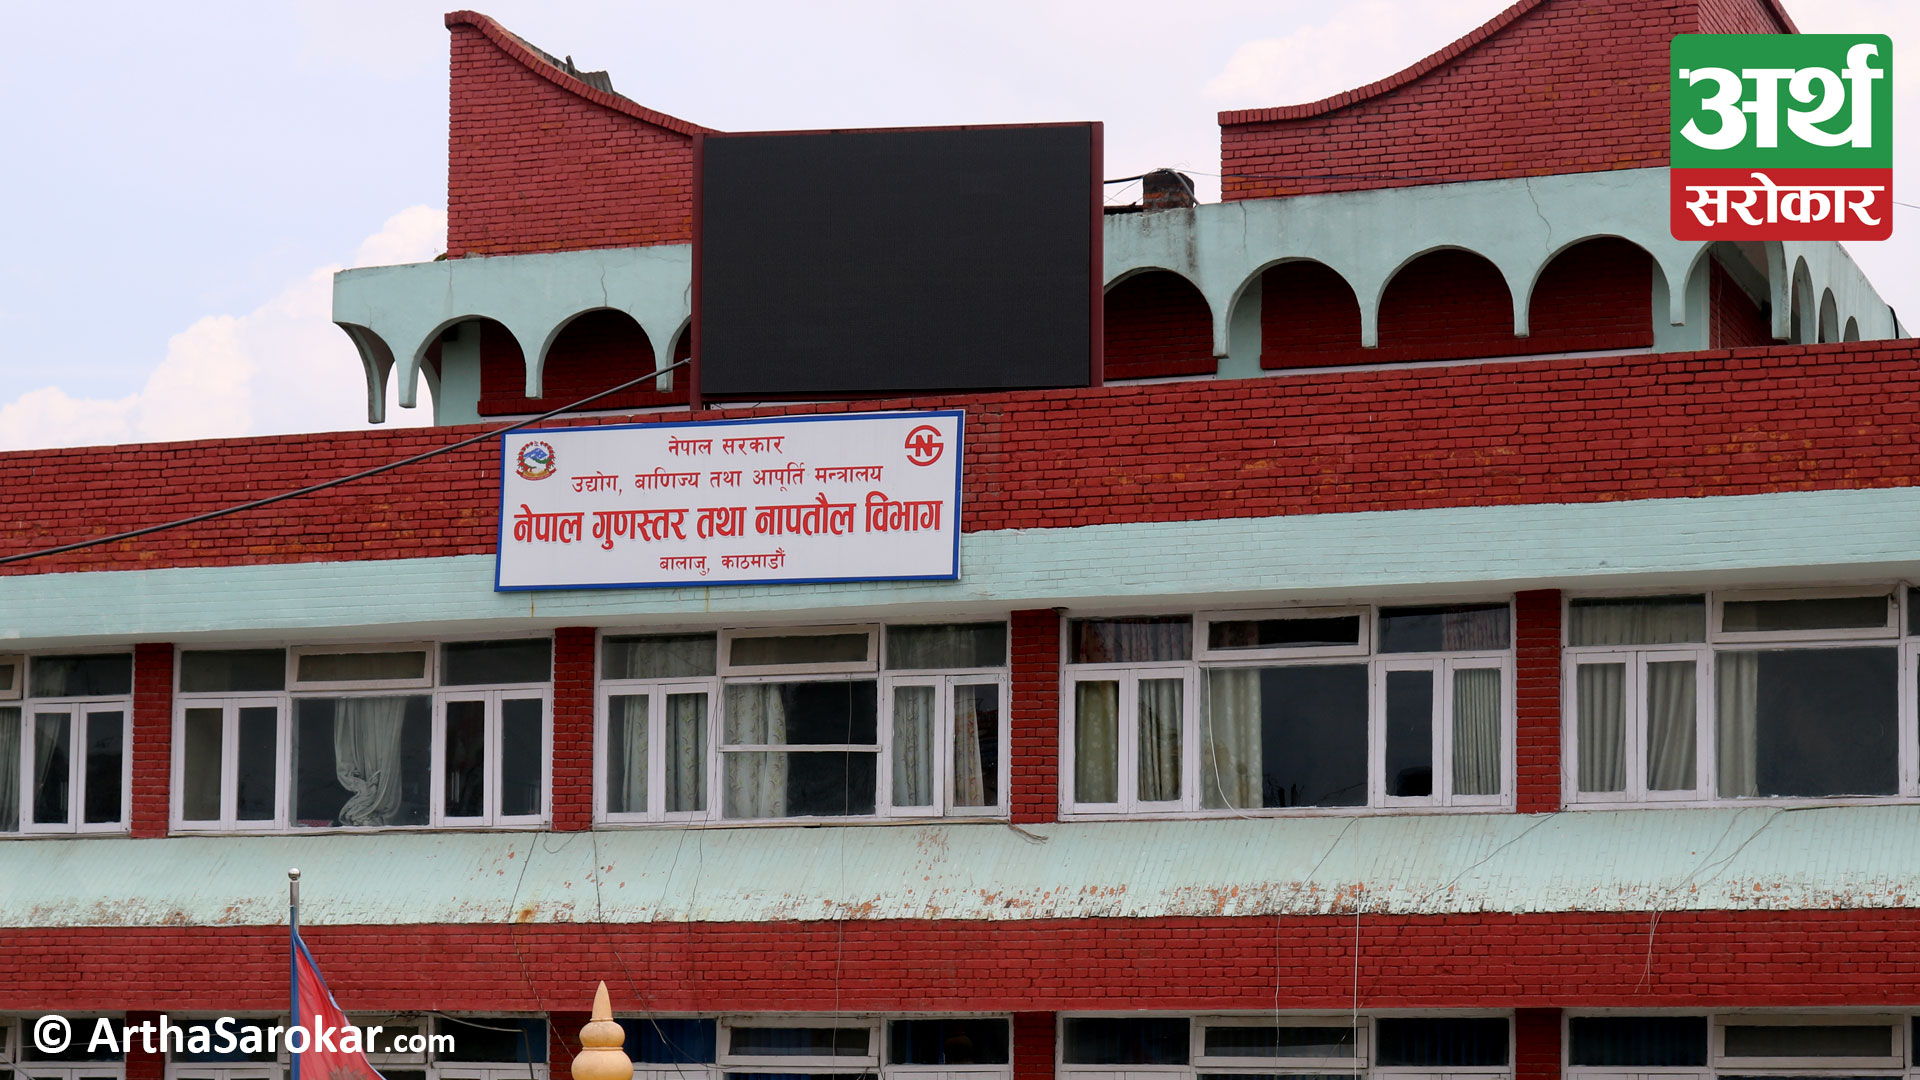 अर्थ
सरोकार
नेपाल सरकार
उद्योग, बाणिज्य तथा आपूर्ति मन्त्रालय
नेपाल गुणस्तर तथा नापतौल विभाग
बालाजु, काठमाडौं
© ArthaSarokar.com